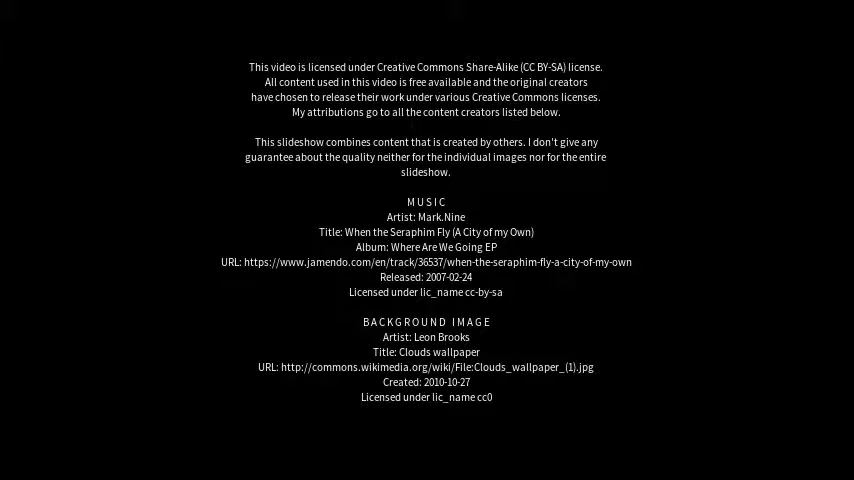 This video is licensed under Creative Commons Share-Alike (CC BY-SA) license.
All content used in this video is free available and the original creators
have chosen to release their work under various Creative Commons licenses.
My attributions go to all the content creators listed below.
This slideshow combines content that is created by others. I don't give any
guarantee about the quality neither for the individual images nor for the entire
slideshow.
MUSIC
Artist: Mark.Nine
Title: When the Seraphim Fly (A City of my Own)
Album: Where Are We Going EP
URL: https://www.jamendo.com/en/track/36537/when-the-seraphim-fly-a-city-of-my-own
Released: 2007-02-24
Licensed under lic_name cc-by-sa
BACKGROUND IMAGE
Artist: Leon Brooks
Title: Clouds wallpaper
URL: http://commons.wikimedia.org/wiki/File:Clouds_wallpaper_(1).jpg
Created: 2010-10-27
Licensed under lic_name cc0